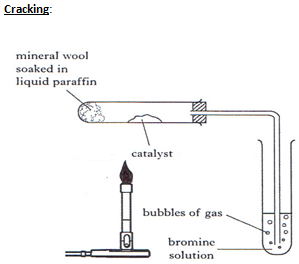 Cracking:
mineral wool
soaked in
liquid paraffin
catalyst
bubbles of gas
bromine
solution